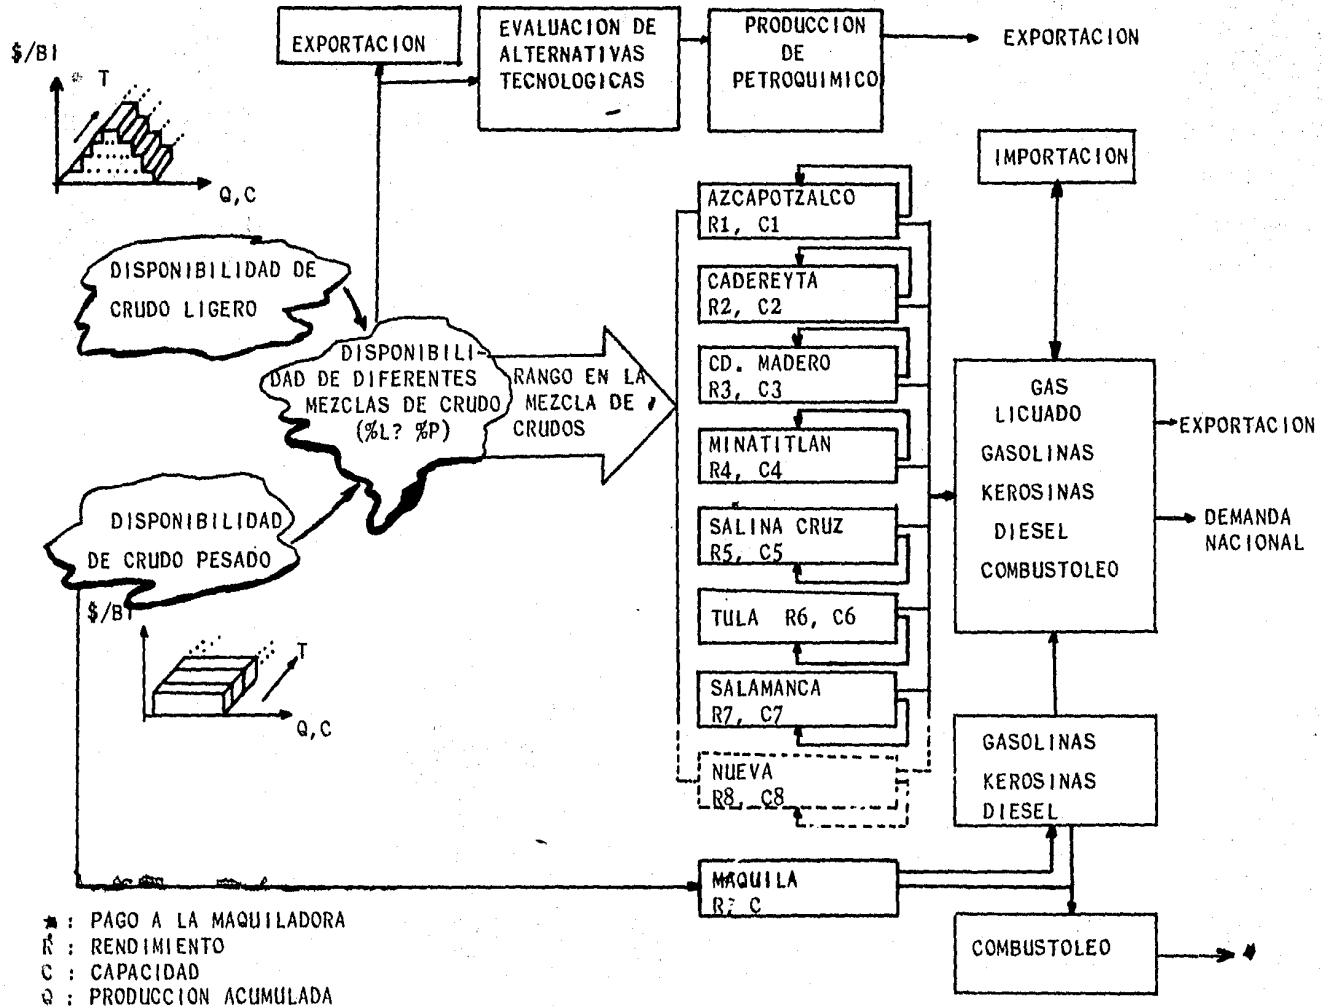 EXPORTACION
EVALUACION DE
ALTERNATIVAS
TECNOLOGICAS
PRODUCCION
DE
PETROQUIMICO
EXPORTACION
$/Bl
T
Q,C
IMPORTACION
DISPONIBILIDAD DE
CRUDO LIGERO
DISPONIBILI-
DAD DE DIFERENTES
MEZCLAS DE CRUDO
(%L? %P)
RANGO EN LA
MEZCLA DE
CRUDOS
DISPONIBILIDAD
DE CRUDO PESADO
$/Bl
T
Q,C
AZCAPOTZALCO
R1, C1
CADEREYTA
R2, C2
CD. MADERO
R3, C3
MINATITLAN
R4, C4
SALINA CRUZ
R5, C5
TULA R6, C6
SALAMANCA
R7, C7
NUEVA
R8, C8
MAQUILA
R, C
GAS
LICUADO
GASOLINAS
KEROSINAS
DIESEL
COMBUSTOLEO
EXPORTACION
DEMANDA
NACIONAL
GASOLINAS
KEROSINAS
DIESEL
COMBUSTOLEO
*
* : PAGO A LA MAQUILADORA
R : RENDIMIENTO
C : CAPACIDAD
Q : PRODUCCION ACUMULADA